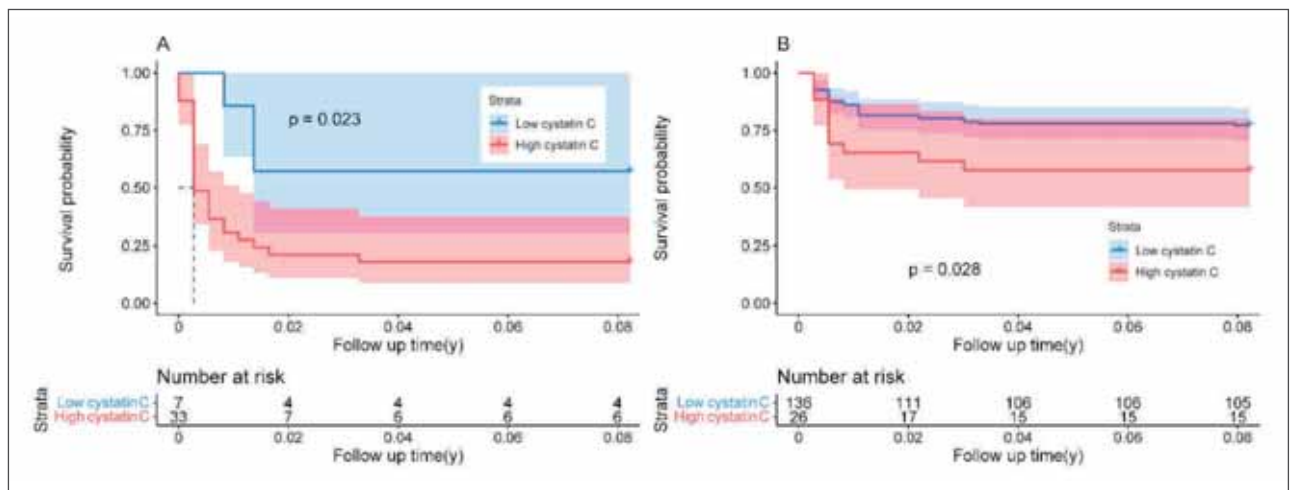 A
Survival probability
1.00
0.75
0.50
0.25
0.00
p = 0.023
Strata
Low cystatin C
High cystatin C
0 0.02 0.04 0.06 0.08
Follow up time(y)
Number at risk
Strata
Low cystatin C 7 4 4 4 4
High cystatin C 33 7 6 6 6
0 0.02 0.04 0.06 0.08
Follow up time(y)
B
Survival probability
1.00
0.75
0.50
0.25
0.00
Strata
Low cystatin C
High cystatin C
p = 0.028
0 0.02 0.04 0.06 0.08
Follow up time(y)
Number at risk
Strata
Low cystatin C 136 111 106 106 105
High cystatin C 26 17 15 15 15
0 0.02 0.04 0.06 0.08
Follow up time(y)